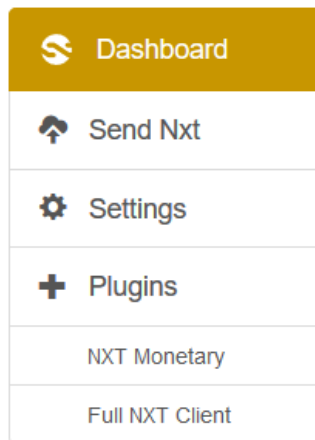 Dashboard
Send Nxt
Settings
Plugins
NXT Monetary
Full NXT Client